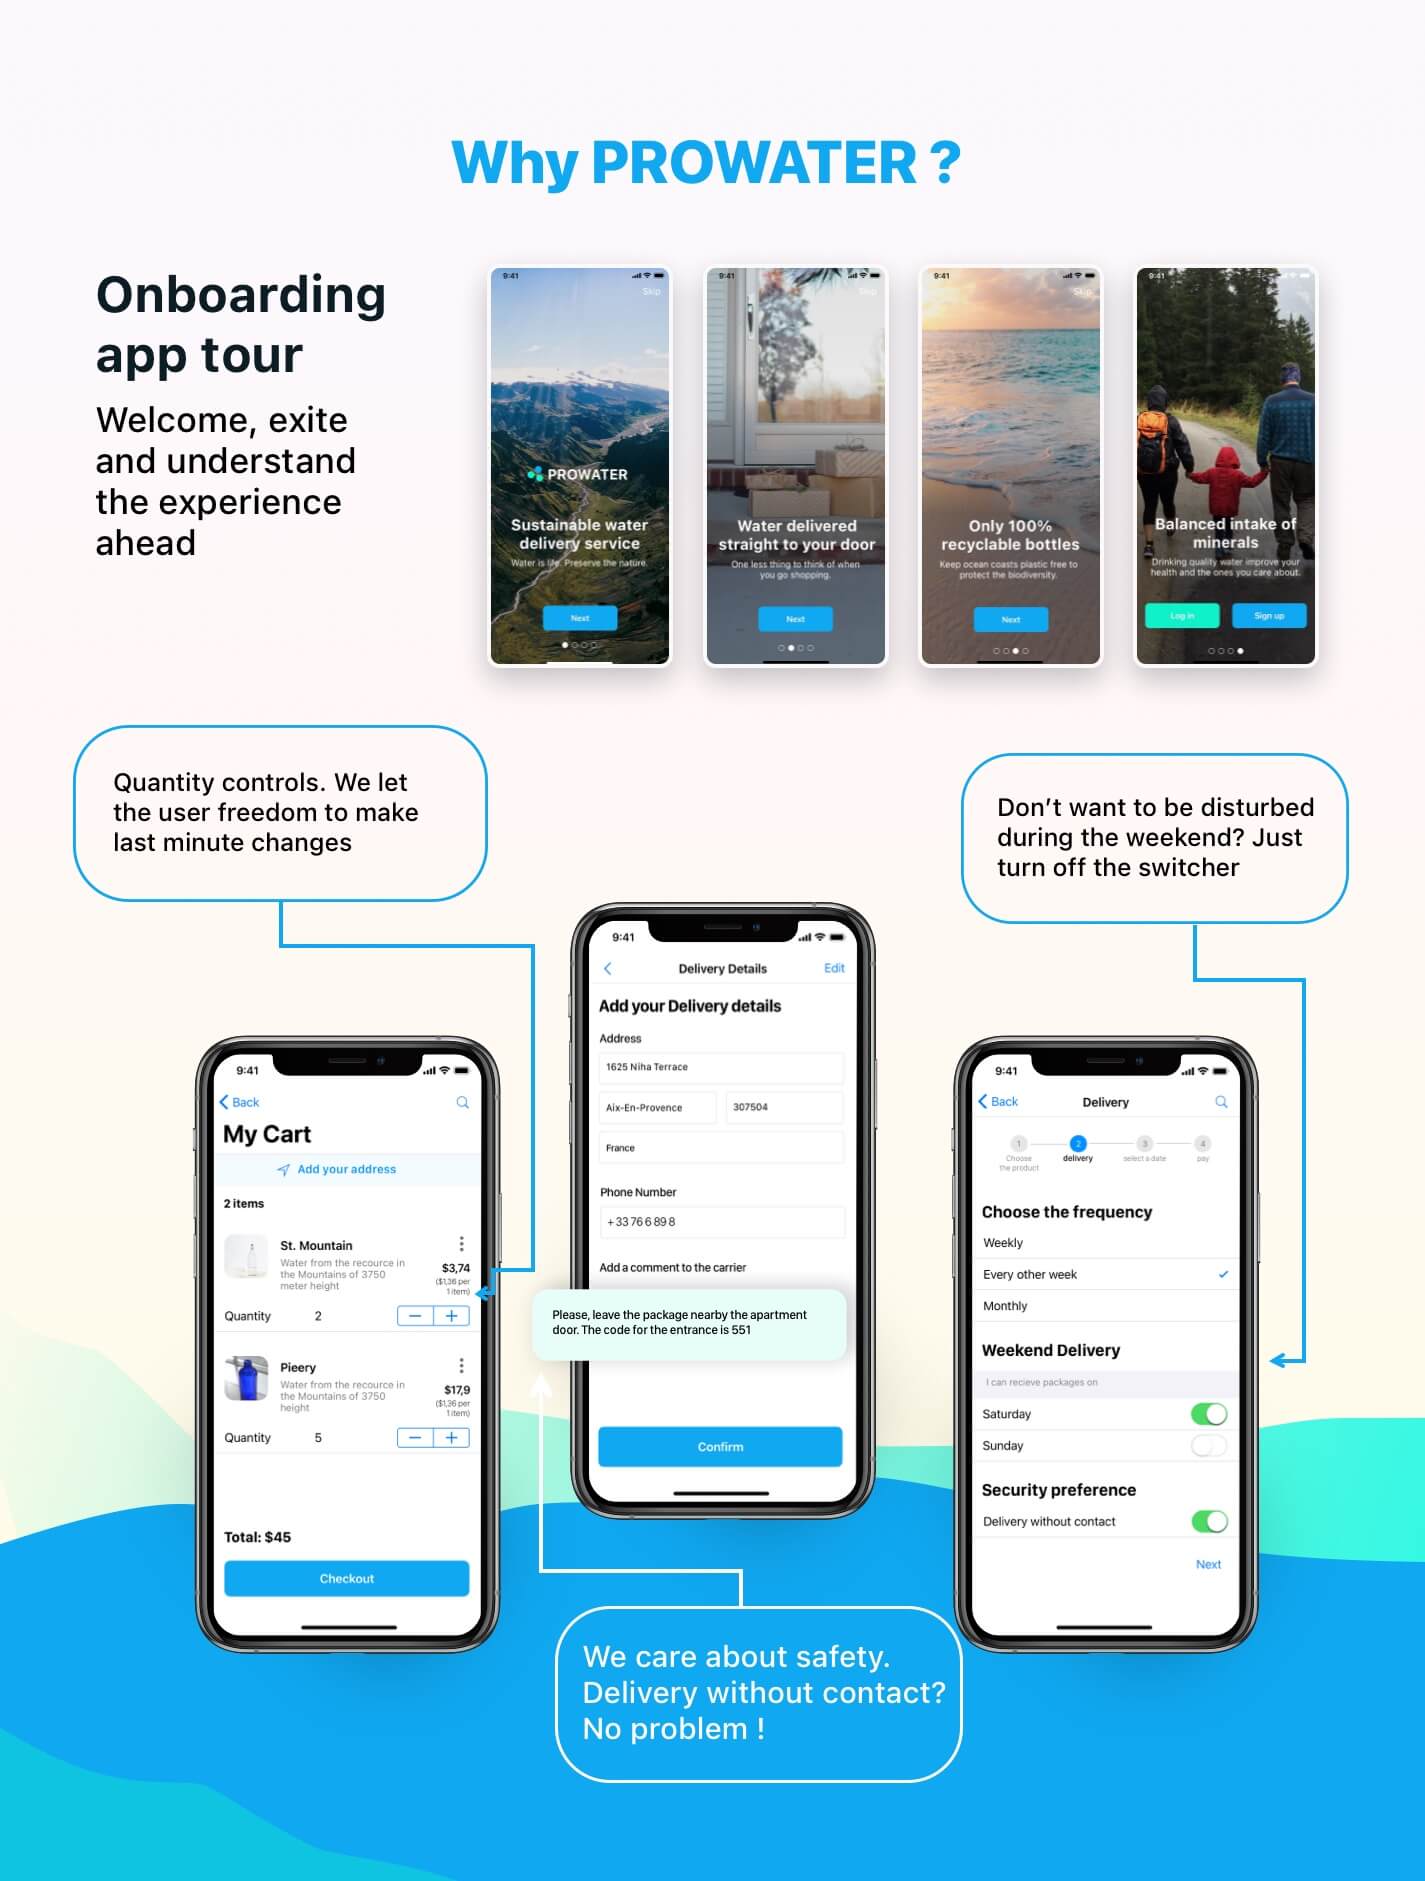 Why PROWATER ?
Onboarding
app tour
Welcome, exite
and understand
the experience
ahead
9:41
Skip
PROWATER
Sustainable water
delivery service
Water is life. Preserve the nature.
Next
9:41
Skip
Water delivered
straight to your door
One less thing to think of when
you go shopping.
Next
9:41
Skip
Only 100%
recyclable bottles
Keep ocean coasts plastic free to
protect the biodiversity.
Next
9:41
Balanced intake of
minerals
Drinking quality water improve your
health and the ones you care about.
Log in
Sign up
Quantity controls. We let
the user freedom to make
last minute changes
Don't want to be disturbed
during the weekend? Just
turn off the switcher
9:41
Back
My Cart
Add your address
2 items
St. Mountain
Water from the recource in
the Mountains of 3750
meter height
$3,74
($1,36 per
1 item)
Quantity 2 − +
Pieery
Water from the recource in
the Mountains of 3750
height
$17,9
($1,36 per
1 item)
Quantity 5 − +
Total: $45
Checkout
9:41
Delivery Details
Edit
Add your Delivery details
Address
1625 Niha Terrace
Aix-En-Provence
307504
France
Phone Number
+ 33 76 6 89 8
Add a comment to the carrier
Please, leave the package nearby the apartment
door. The code for the entrance is 551
Confirm
9:41
Back
Delivery
1 2 3 4
Choose
the product
delivery
select a date
pay
Choose the frequency
Weekly
Every other week
Monthly
Weekend Delivery
I can recieve packages on
Saturday
Sunday
Security preference
Delivery without contact
Next
We care about safety.
Delivery without contact?
No problem !